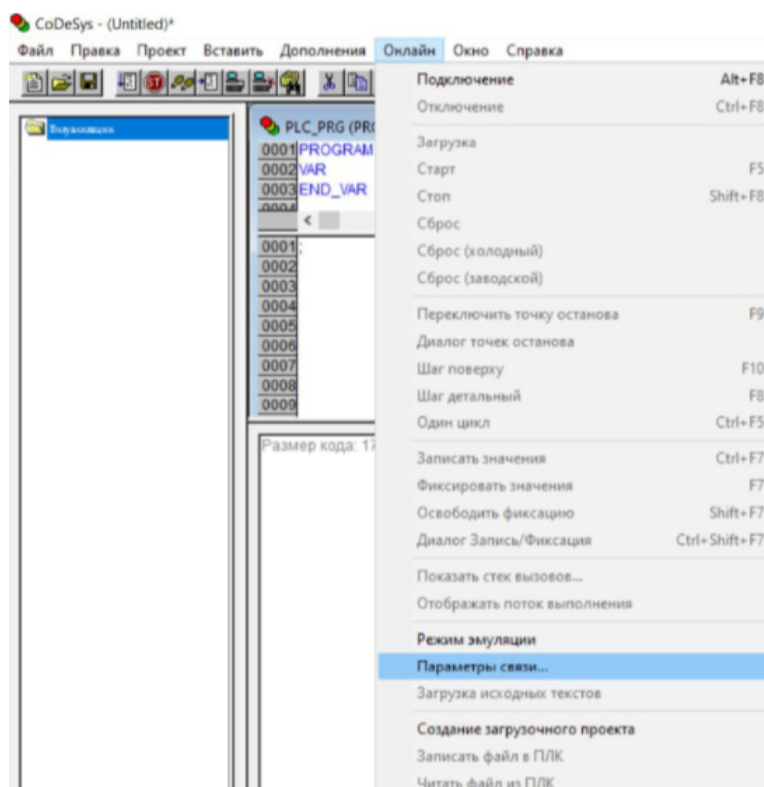 CoDeSys - (Untitled)*
Файл Правка Проект Вставить Дополнения Онлайн Окно Справка
Визуализации
PLC_PRG (PRG
0001 PROGRAM
0002 VAR
0003 END_VAR
0004
0001 ;
0002
0003
0004
0005
0006
0007
0008
0009
Размер кода: 17
Подключение Alt+F8
Отключение Ctrl+F8
Загрузка
Старт F5
Стоп Shift+F8
Сброс
Сброс (холодный)
Сброс (заводской)
Переключить точку останова F9
Диалог точек останова
Шаг поверху F10
Шаг детальный F8
Один цикл Ctrl+F5
Записать значения Ctrl+F7
Фиксировать значения F7
Освободить фиксацию Shift+F7
Диалог Запись/Фиксация Ctrl+Shift+F7
Показать стек вызовов...
Отображать поток выполнения
Режим эмуляции
Параметры связи...
Загрузка исходных текстов
Создание загрузочного проекта
Записать файл в ПЛК
Читать файл из ПЛК